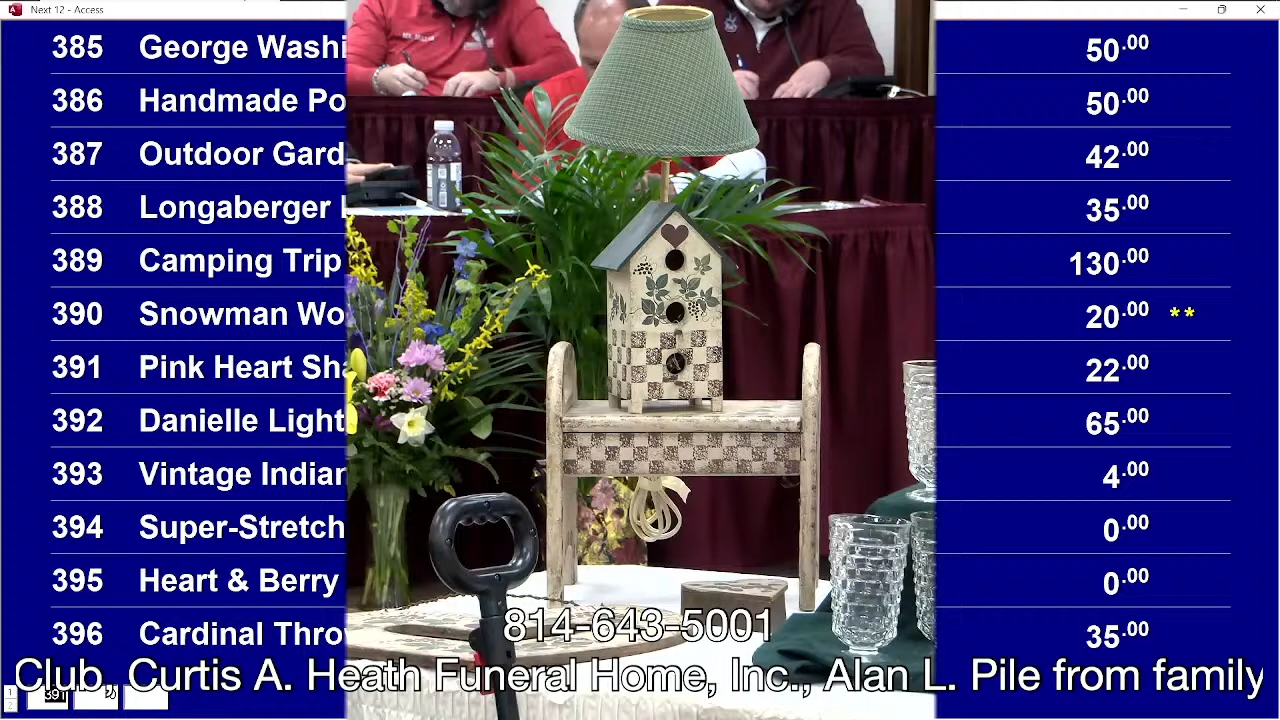 Next 12 - Access
385 George Washi 50.00
386 Handmade Po 50.00
387 Outdoor Gard 42.00
388 Longaberger 35.00
389 Camping Trip 130.00
390 Snowman Wo 20.00 **
391 Pink Heart Sha 22.00
392 Danielle Light 65.00
393 Vintage Indian 4.00
394 Super-Stretch 0.00
395 Heart & Berry 0.00
396 Cardinal Thro 35.00
814-643-5001
Club, Curtis A. Heath Funeral Home, Inc., Alan L. Pile from family
391